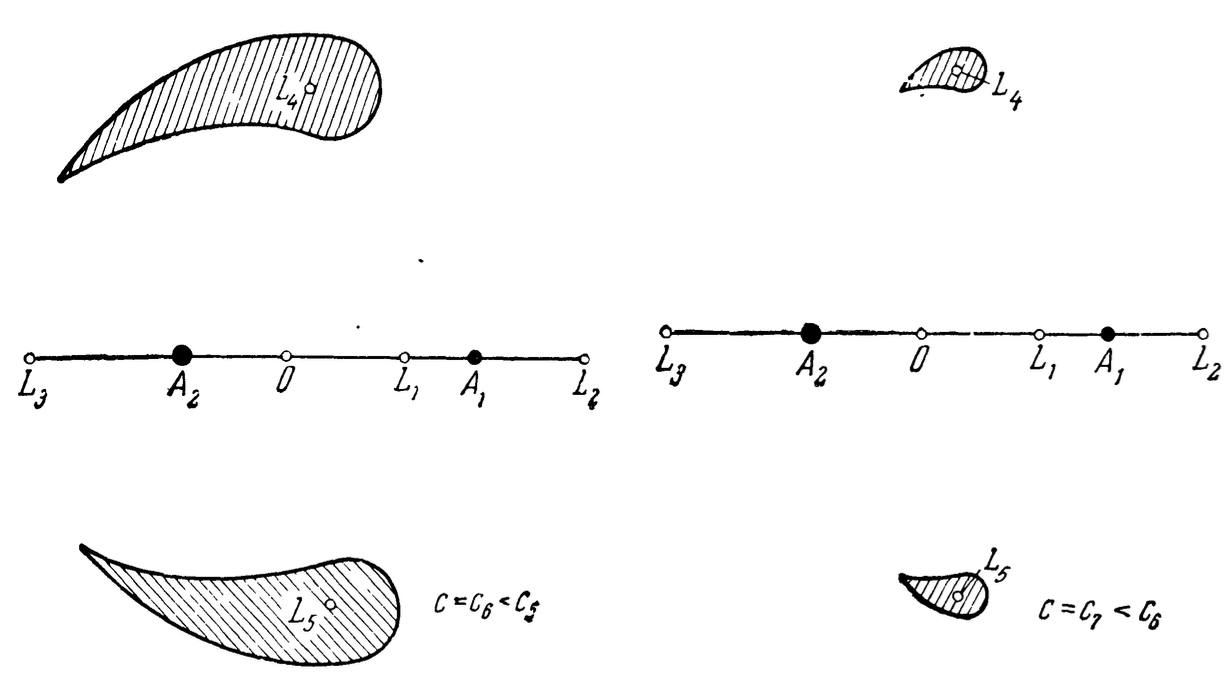 L₄
L₄
L₃ A₂ O L₁ A₁ L₂
L₃ A₂ O L₁ A₁ L₂
L₅
C = C₆ < C₅
L₅
C = C₇ < C₆